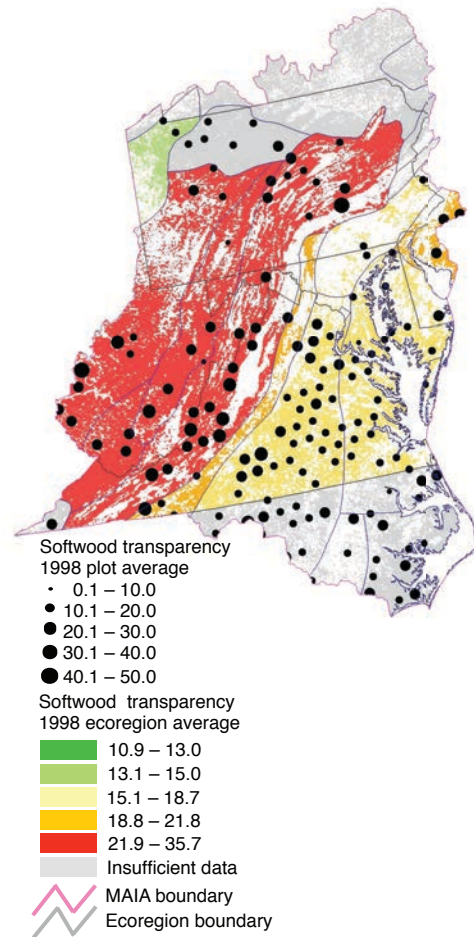 Softwood transparency
1998 plot average
0.1 – 10.0
10.1 – 20.0
20.1 – 30.0
30.1 – 40.0
40.1 – 50.0
Softwood transparency
1998 ecoregion average
10.9 – 13.0
13.1 – 15.0
15.1 – 18.7
18.8 – 21.8
21.9 – 35.7
Insufficient data
MAIA boundary
Ecoregion boundary